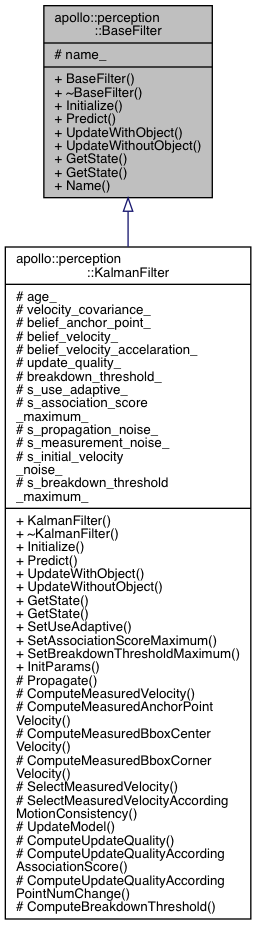 apollo::perception
::BaseFilter
# name_
+ BaseFilter()
+ ~BaseFilter()
+ Initialize()
+ Predict()
+ UpdateWithObject()
+ UpdateWithoutObject()
+ GetState()
+ GetState()
+ Name()
apollo::perception
::KalmanFilter
# age_
# velocity_covariance_
# belief_anchor_point_
# belief_velocity_
# belief_velocity_accelaration_
# update_quality_
# breakdown_threshold_
# s_use_adaptive_
# s_association_score
_maximum_
# s_propagation_noise_
# s_measurement_noise_
# s_initial_velocity
_noise_
# s_breakdown_threshold
_maximum_
+ KalmanFilter()
+ ~KalmanFilter()
+ Initialize()
+ Predict()
+ UpdateWithObject()
+ UpdateWithoutObject()
+ GetState()
+ GetState()
+ SetUseAdaptive()
+ SetAssociationScoreMaximum()
+ SetBreakdownThresholdMaximum()
+ InitParams()
# Propagate()
# ComputeMeasuredVelocity()
# ComputeMeasuredAnchorPoint
Velocity()
# ComputeMeasuredBboxCenter
Velocity()
# ComputeMeasuredBboxCorner
Velocity()
# SelectMeasuredVelocity()
# SelectMeasuredVelocityAccording
MotionConsistency()
# UpdateModel()
# ComputeUpdateQuality()
# ComputeUpdateQualityAccording
AssociationScore()
# ComputeUpdateQualityAccording
PointNumChange()
# ComputeBreakdownThreshold()